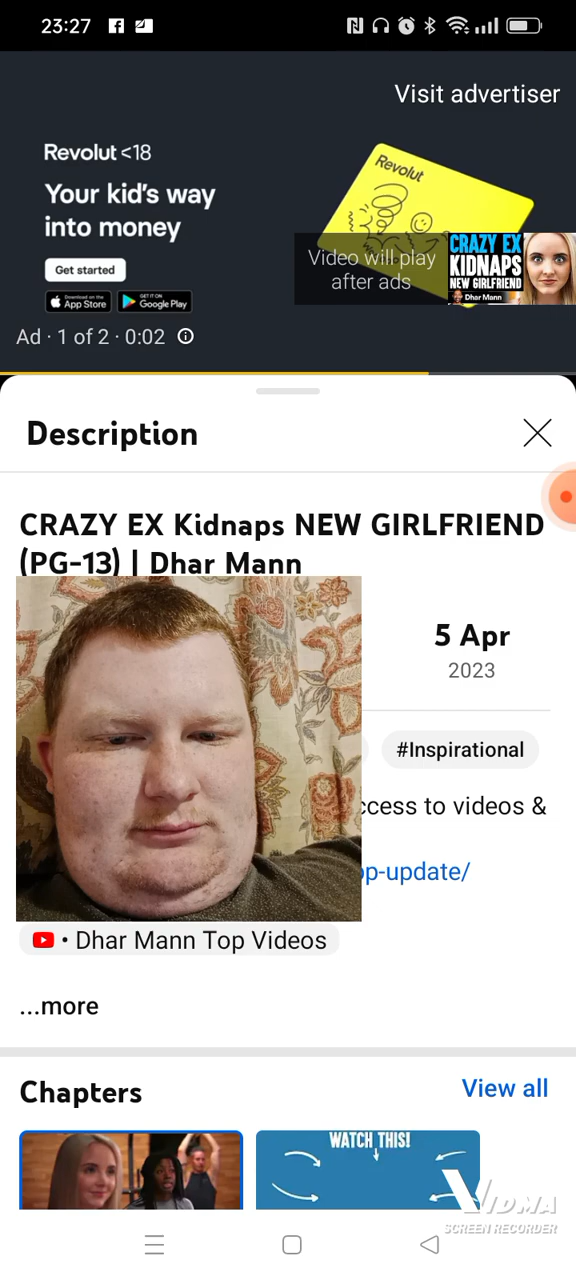 23:27
Visit advertiser
Revolut <18
Your kid's way
into money
Revolut
Get started
Download on the
App Store
GET IT ON
Google Play
Video will play
after ads
CRAZY EX
KIDNAPS
NEW GIRLFRIEND
Dhar Mann
Ad · 1 of 2 · 0:02
Description
CRAZY EX Kidnaps NEW GIRLFRIEND
(PG-13) | Dhar Mann
5 Apr
2023
#Inspirational
ccess to videos &
p-update/
• Dhar Mann Top Videos
...more
Chapters
View all
WATCH THIS!
VIDMA
SCREEN RECORDER